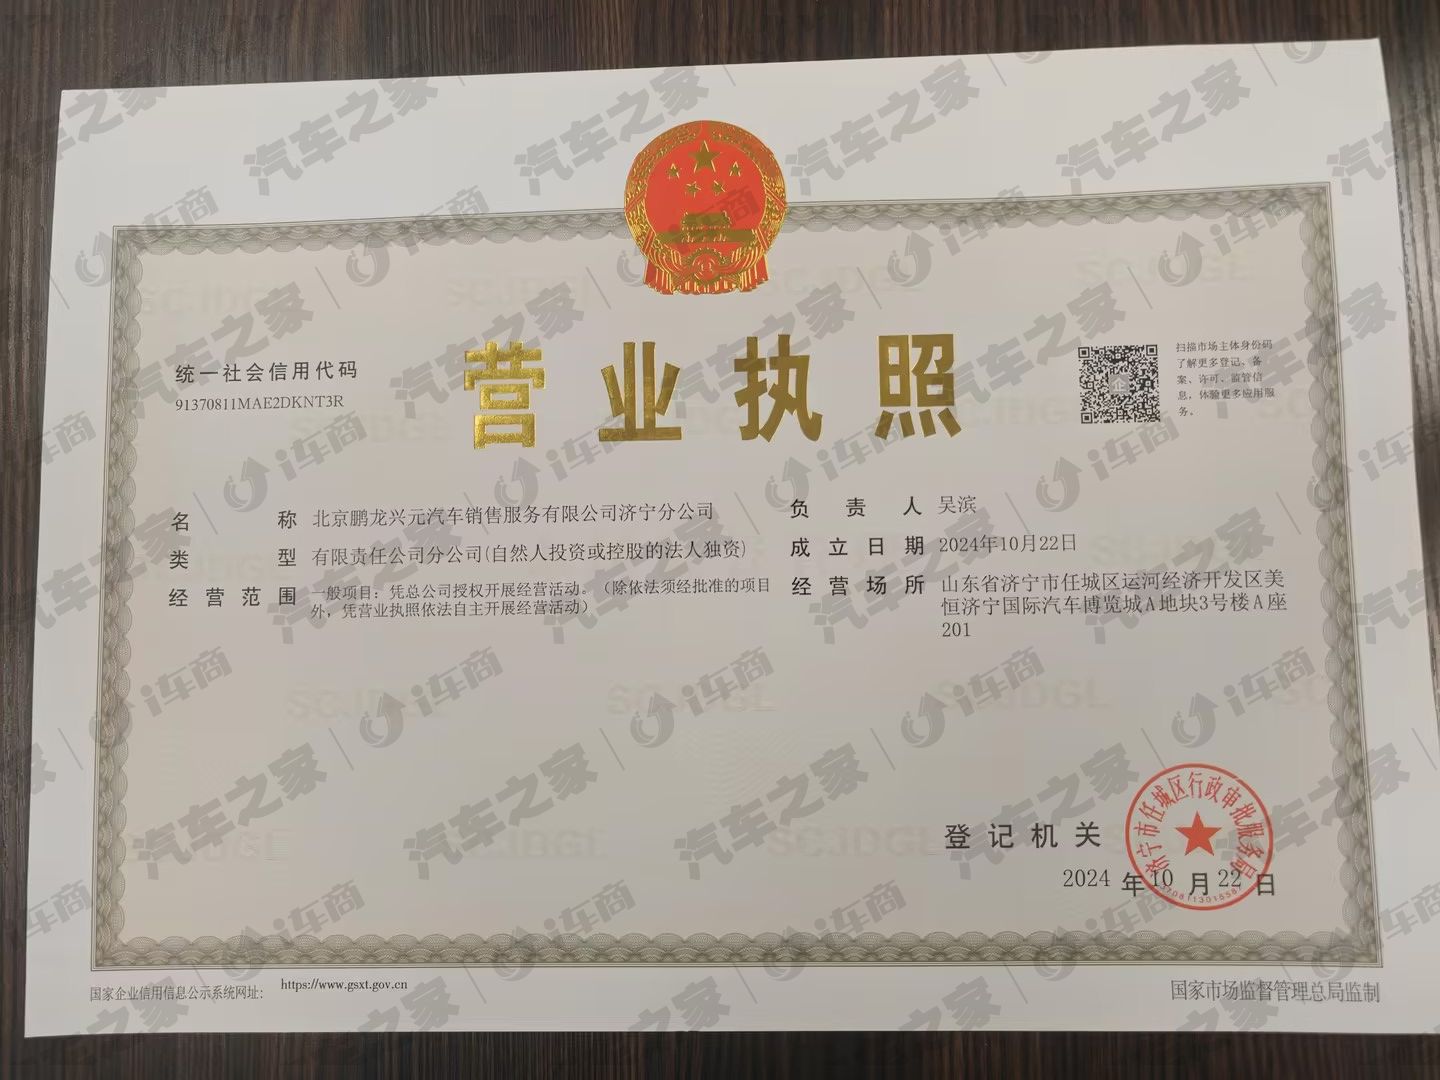 营业执照
统一社会信用代码
91370811MAE2DKNT3R
扫描市场主体身份码
了解更多登记、备
案、许可、监管信
息，体验更多应用服
务。
名称 北京鹏龙兴元汽车销售服务有限公司济宁分公司
类型 有限责任公司分公司(自然人投资或控股的法人独资)
经营范围 一般项目：凭总公司授权开展经营活动。（除依法须经批准的项目
外，凭营业执照依法自主开展经营活动）
负责人 吴滨
成立日期 2024年10月22日
经营场所 山东省济宁市任城区运河经济开发区美
恒济宁国际汽车博览城A地块3号楼A座
201
登记机关
济宁市任城区行政审批服务局
2024年10月22日
国家企业信用信息公示系统网址：
https://www.gsxt.gov.cn
国家市场监督管理总局监制
汽车之家
i车商
SCJDGL